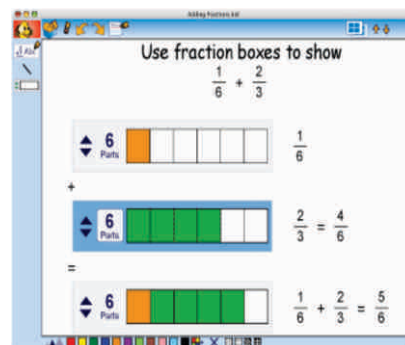 Adding fractions.kid
Abc
Use fraction boxes to show
1/6 + 2/3
6 Parts
1/6
+
6 Parts
2/3 = 4/6
=
6 Parts
1/6 + 2/3 = 5/6